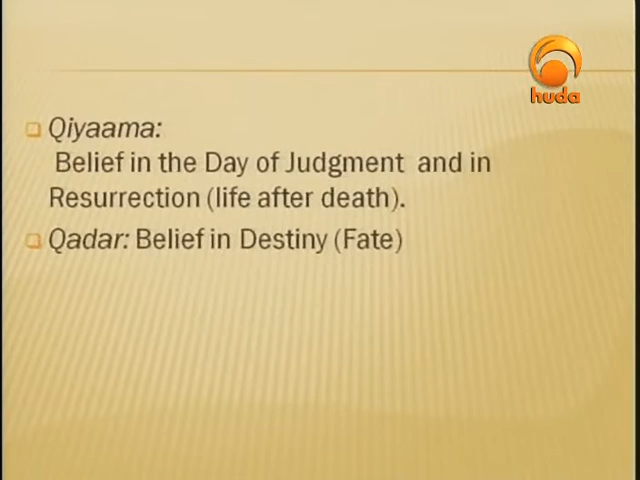 huda
Qiyaama:
Belief in the Day of Judgment and in
Resurrection (life after death).
Qadar: Belief in Destiny (Fate)